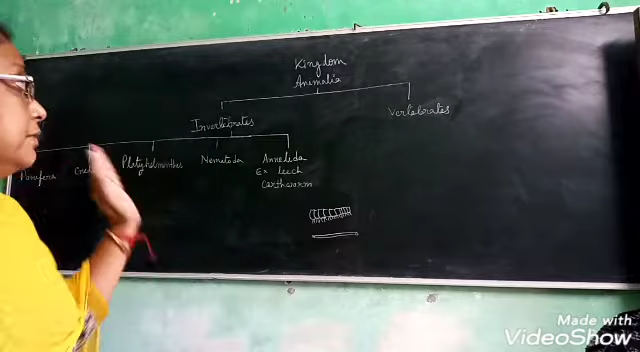 Kingdom
Animalia
Invertebrates
Vertebrates
Porifera
Platyhelminthes
Nematoda
Annelida
Ex leech
Earthworm
Made with
VideoShow